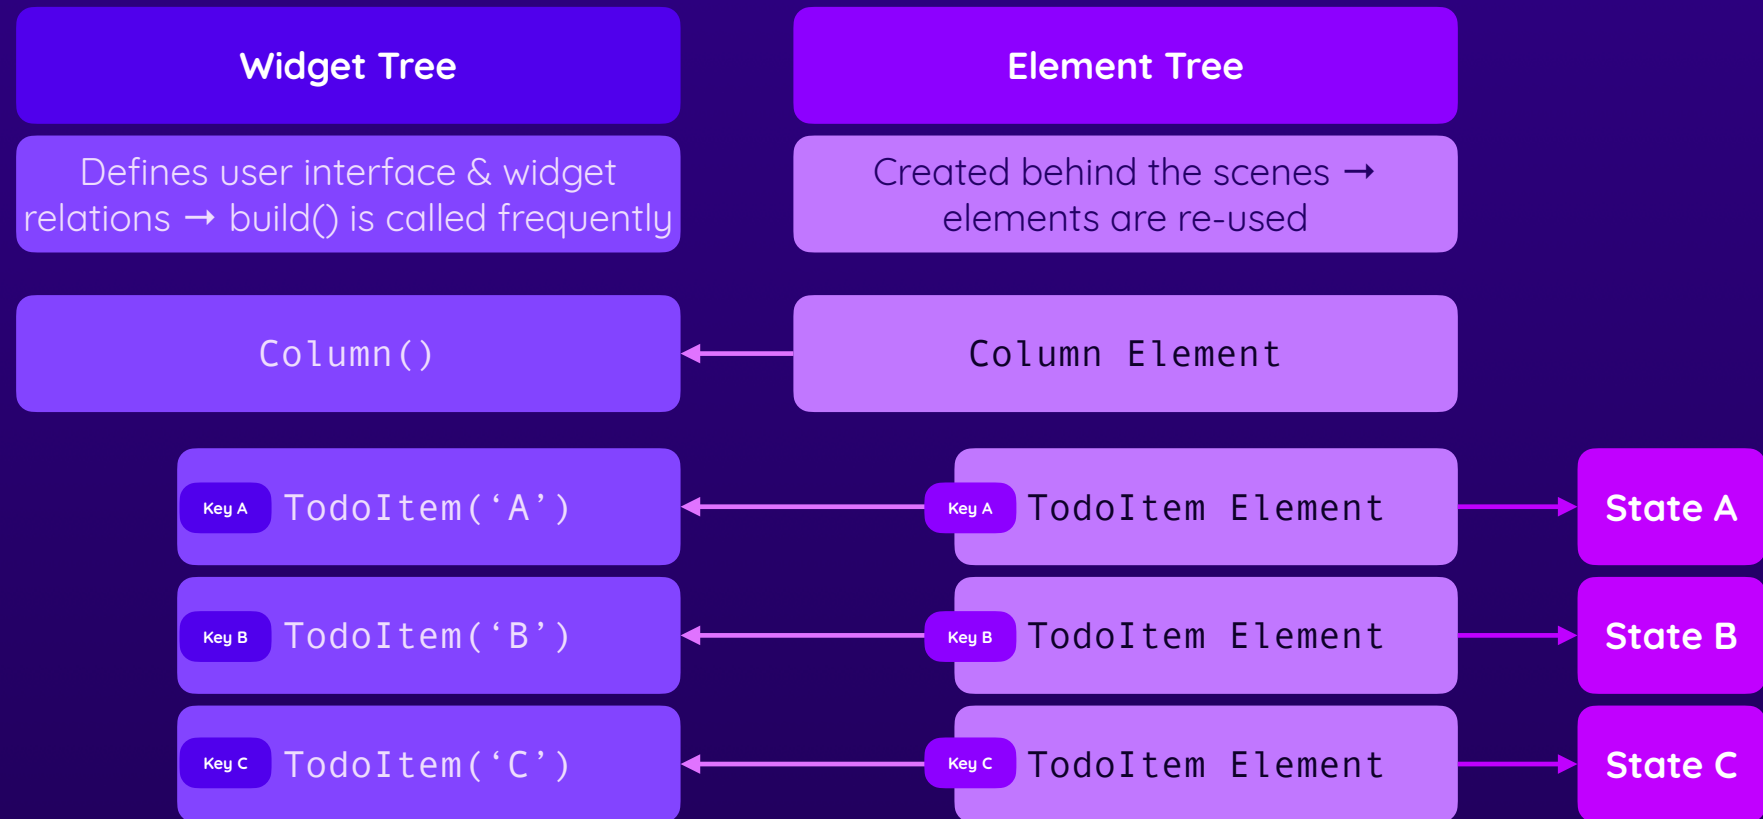 Widget Tree
Element Tree
Defines user interface & widget
relations → build() is called frequently
Created behind the scenes →
elements are re-used
Column()
Column Element
Key A
TodoItem(‘A’)
Key A
TodoItem Element
State A
Key B
TodoItem(‘B’)
Key B
TodoItem Element
State B
Key C
TodoItem(‘C’)
Key C
TodoItem Element
State C